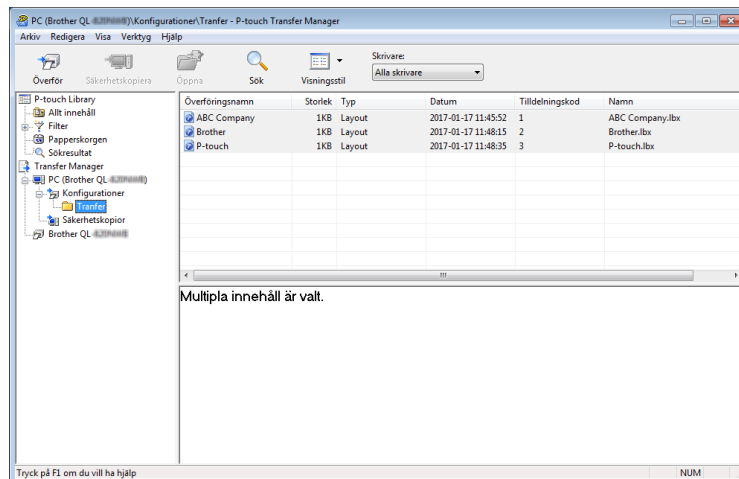 PC (Brother QL-        )\Konfigurationer\Tranfer - P-touch Transfer Manager
Arkiv Redigera Visa Verktyg Hjälp
Överför Säkerhetskopiera Öppna Sök Visningsstil Skrivare:
Alla skrivare
P-touch Library
Allt innehåll
Filter
Papperskorgen
Sökresultat
Transfer Manager
PC (Brother QL-        )
Konfigurationer
Tranfer
Säkerhetskopior
Brother QL-
Överföringsnamn Storlek Typ Datum Tilldelningskod Namn
ABC Company 1KB Layout 2017-01-17 11:45:52 1 ABC Company.lbx
Brother 1KB Layout 2017-01-17 11:48:15 2 Brother.lbx
P-touch 1KB Layout 2017-01-17 11:48:35 3 P-touch.lbx
Multipla innehåll är valt.
Tryck på F1 om du vill ha hjälp NUM